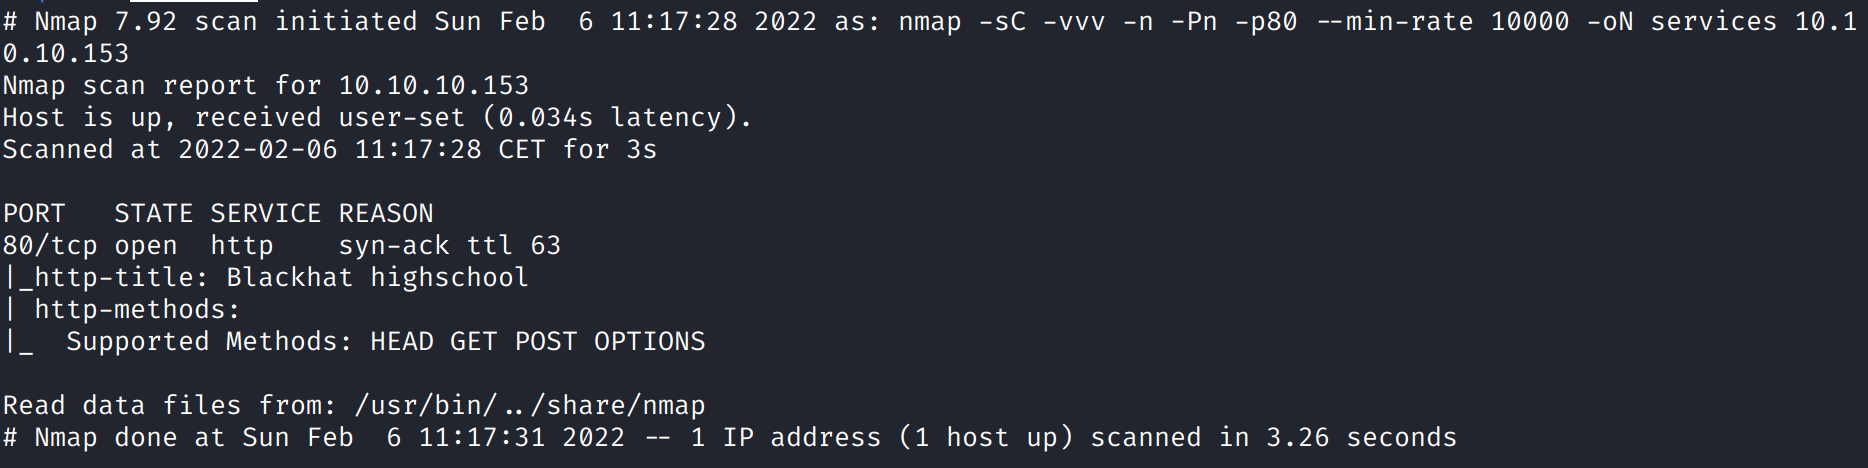 # Nmap 7.92 scan initiated Sun Feb  6 11:17:28 2022 as: nmap -sC -vvv -n -Pn -p80 --min-rate 10000 -oN services 10.1
0.10.153
Nmap scan report for 10.10.10.153
Host is up, received user-set (0.034s latency).
Scanned at 2022-02-06 11:17:28 CET for 3s

PORT   STATE SERVICE REASON
80/tcp open  http    syn-ack ttl 63
|_http-title: Blackhat highschool
| http-methods:
|_  Supported Methods: HEAD GET POST OPTIONS

Read data files from: /usr/bin/../share/nmap
# Nmap done at Sun Feb  6 11:17:31 2022 -- 1 IP address (1 host up) scanned in 3.26 seconds